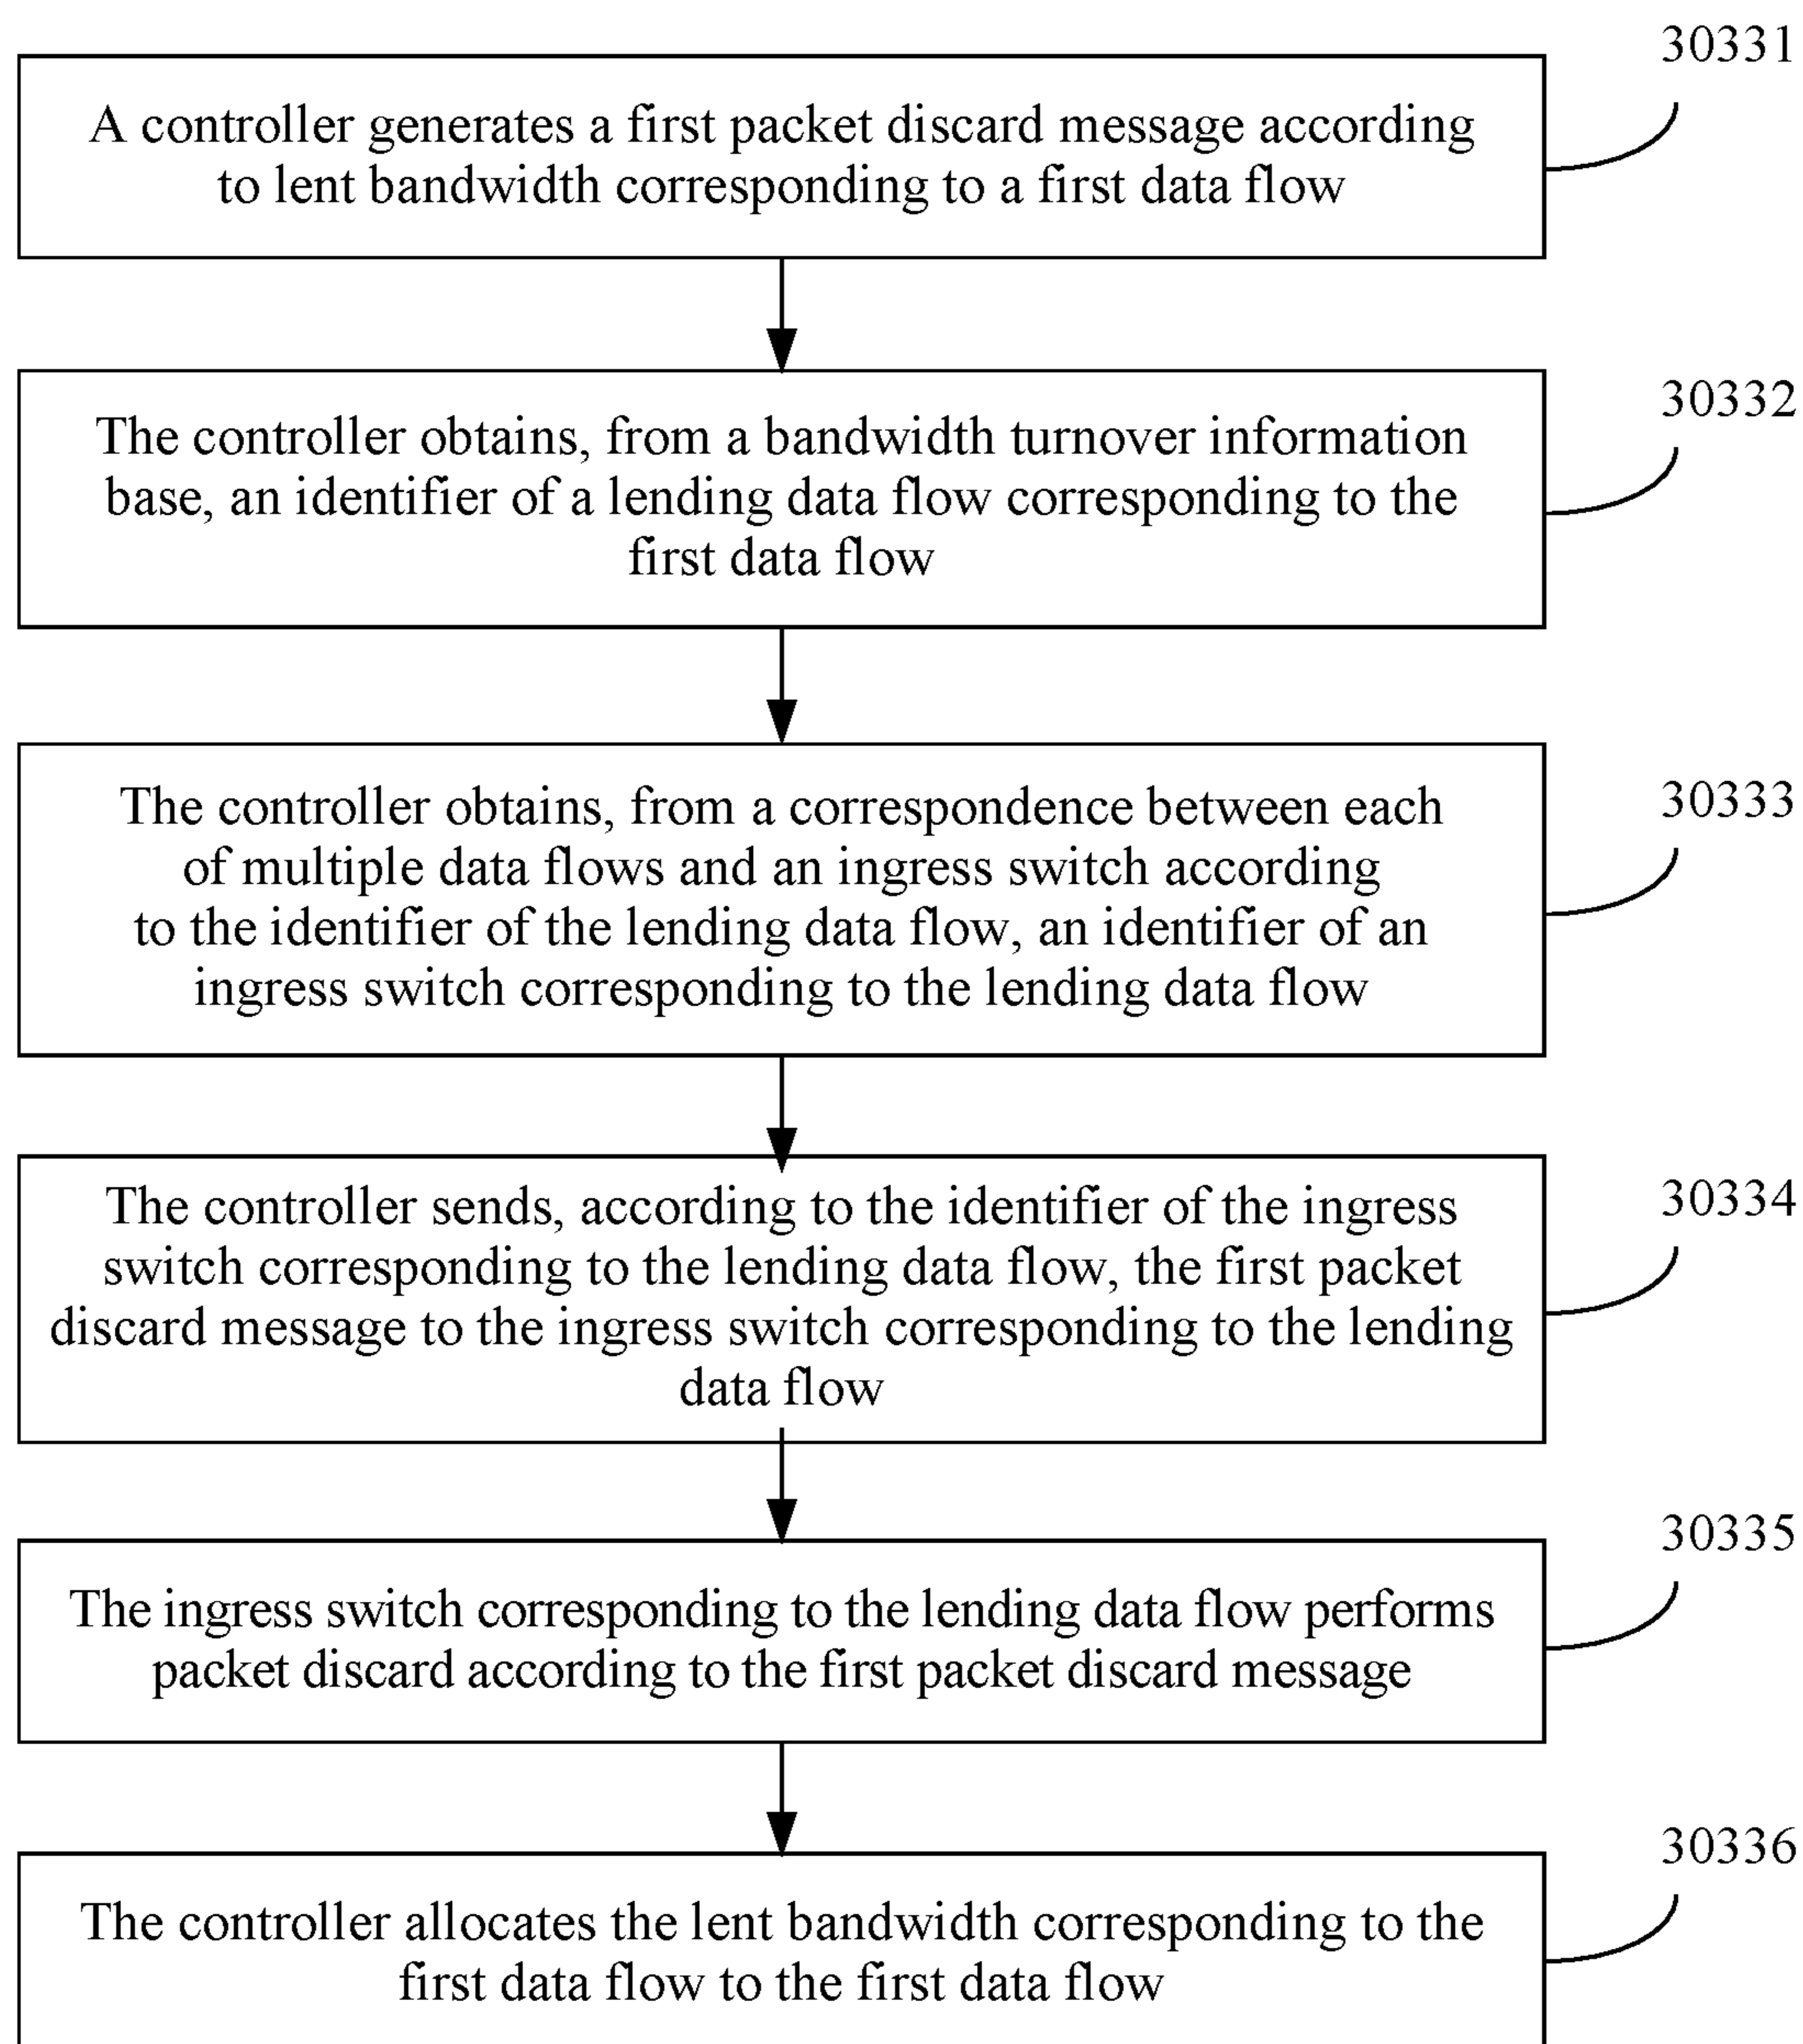 30331
A controller generates a first packet discard message according
to lent bandwidth corresponding to a first data flow
30332
The controller obtains, from a bandwidth turnover information
base, an identifier of a lending data flow corresponding to the
first data flow
30333
The controller obtains, from a correspondence between each
of multiple data flows and an ingress switch according
to the identifier of the lending data flow, an identifier of an
ingress switch corresponding to the lending data flow
30334
The controller sends, according to the identifier of the ingress
switch corresponding to the lending data flow, the first packet
discard message to the ingress switch corresponding to the lending
data flow
30335
The ingress switch corresponding to the lending data flow performs
packet discard according to the first packet discard message
30336
The controller allocates the lent bandwidth corresponding to the
first data flow to the first data flow